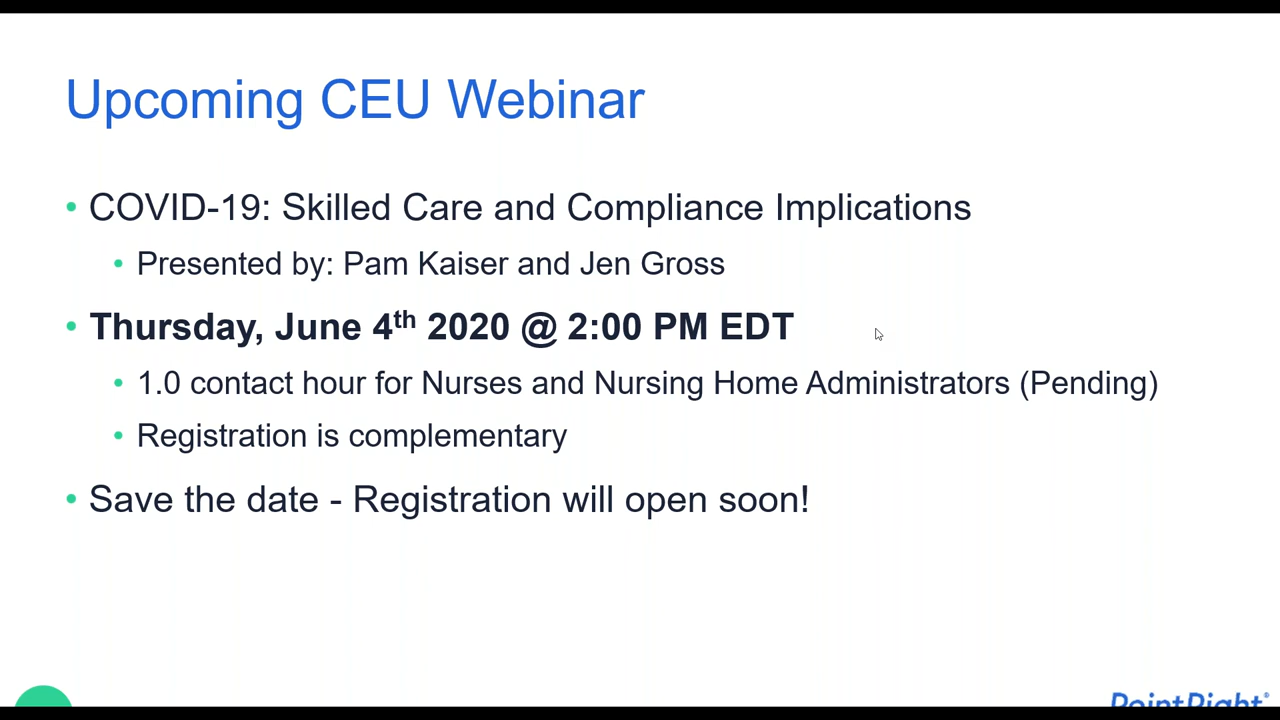 Upcoming CEU Webinar
• COVID-19: Skilled Care and Compliance Implications
• Presented by: Pam Kaiser and Jen Gross
• Thursday, June 4th 2020 @ 2:00 PM EDT
• 1.0 contact hour for Nurses and Nursing Home Administrators (Pending)
• Registration is complementary
• Save the date - Registration will open soon!
PointRight®